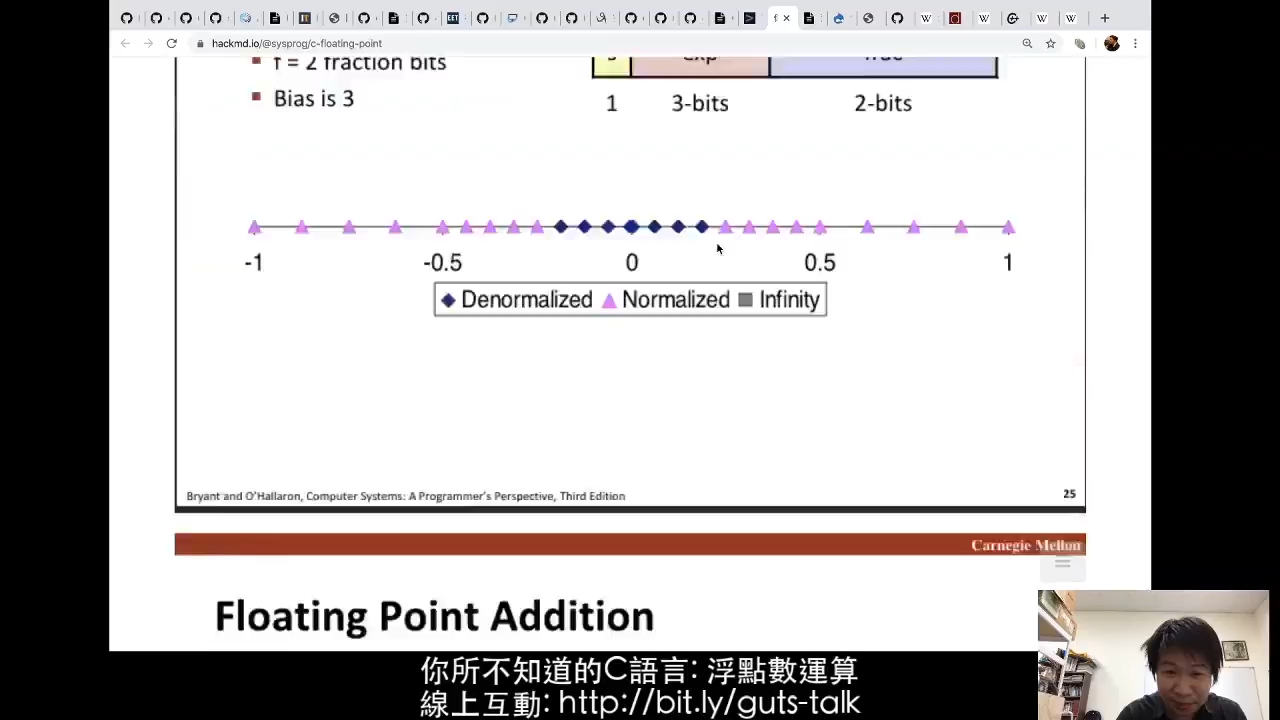 hackmd.io/@sysprog/c-floating-point
f = 2 fraction bits
s exp frac
Bias is 3
1 3-bits 2-bits
-1 -0.5 0 0.5 1
Denormalized Normalized Infinity
Bryant and O'Hallaron, Computer Systems: A Programmer's Perspective, Third Edition 25
Carnegie Mellon
Floating Point Addition
你所不知道的C語言: 浮點數運算
線上互動: http://bit.ly/guts-talk